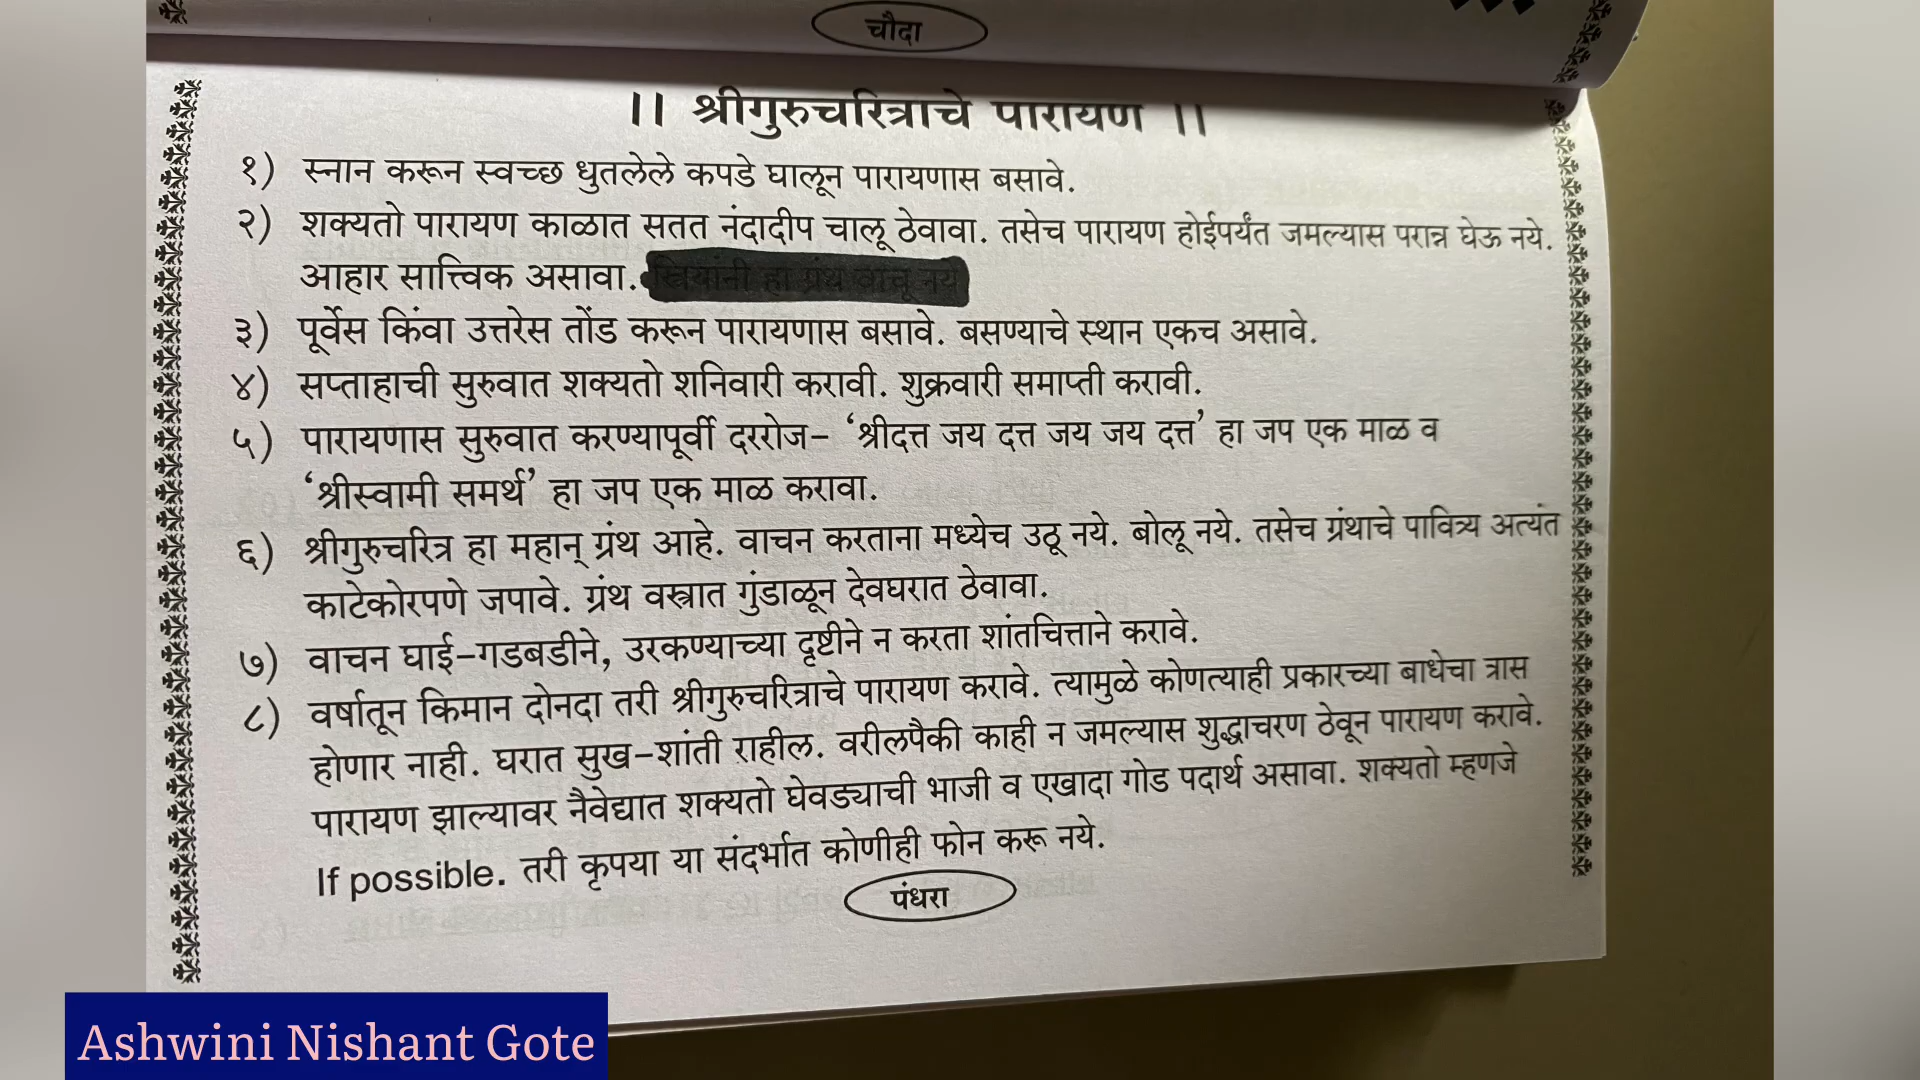 चौदा
।। श्रीगुरुचरित्राचे पारायण ।।
१) स्नान करून स्वच्छ धुतलेले कपडे घालून पारायणास बसावे.
२) शक्यतो पारायण काळात सतत नंदादीप चालू ठेवावा. तसेच पारायण होईपर्यंत जमल्यास परान्न घेऊ नये.
आहार सात्त्विक असावा. स्त्रियांनी हा ग्रंथ वाचू नये
३) पूर्वेस किंवा उत्तरेस तोंड करून पारायणास बसावे. बसण्याचे स्थान एकच असावे.
४) सप्ताहाची सुरुवात शक्यतो शनिवारी करावी. शुक्रवारी समाप्ती करावी.
५) पारायणास सुरुवात करण्यापूर्वी दररोज– ‘श्रीदत्त जय दत्त जय जय दत्त’ हा जप एक माळ व
‘श्रीस्वामी समर्थ’ हा जप एक माळ करावा.
६) श्रीगुरुचरित्र हा महान् ग्रंथ आहे. वाचन करताना मध्येच उठू नये. बोलू नये. तसेच ग्रंथाचे पावित्र्य अत्यंत
काटेकोरपणे जपावे. ग्रंथ वस्त्रात गुंडाळून देवघरात ठेवावा.
७) वाचन घाई–गडबडीने, उरकण्याच्या दृष्टीने न करता शांतचित्ताने करावे.
८) वर्षातून किमान दोनदा तरी श्रीगुरुचरित्राचे पारायण करावे. त्यामुळे कोणत्याही प्रकारच्या बाधेचा त्रास
होणार नाही. घरात सुख–शांती राहील. वरीलपैकी काही न जमल्यास शुद्धाचरण ठेवून पारायण करावे.
पारायण झाल्यावर नैवेद्यात शक्यतो घेवड्याची भाजी व एखादा गोड पदार्थ असावा. शक्यतो म्हणजे
If possible. तरी कृपया या संदर्भात कोणीही फोन करू नये.
पंधरा
Ashwini Nishant Gote